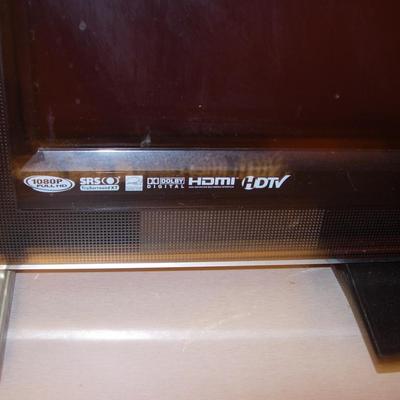 1080P SRS DOLBY HDMI HDTV
FULL HD TruSurround XT DIGITAL